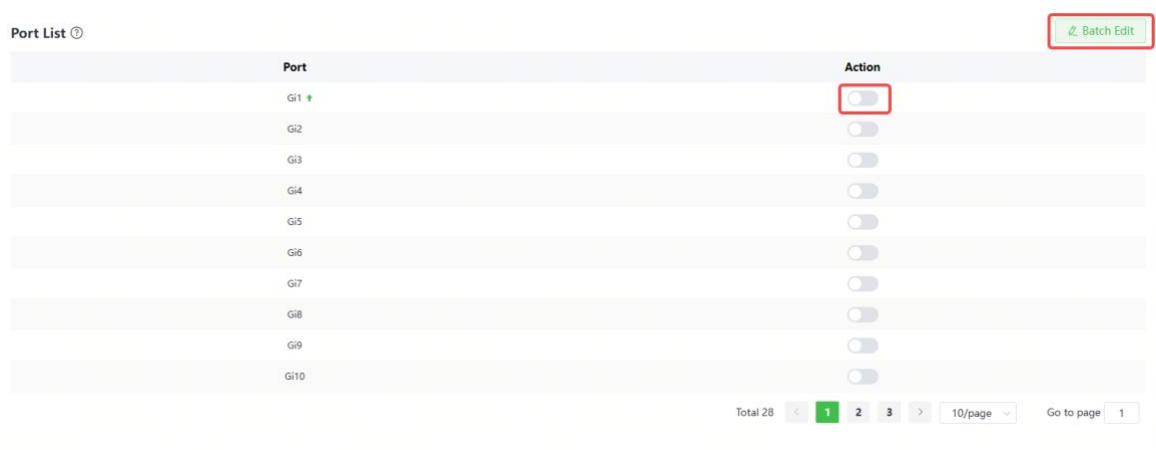 Port List
Batch Edit
Port Action
Gi1
Gi2
Gi3
Gi4
Gi5
Gi6
Gi7
Gi8
Gi9
Gi10
Total 28 < 1 2 3 > 10/page Go to page 1